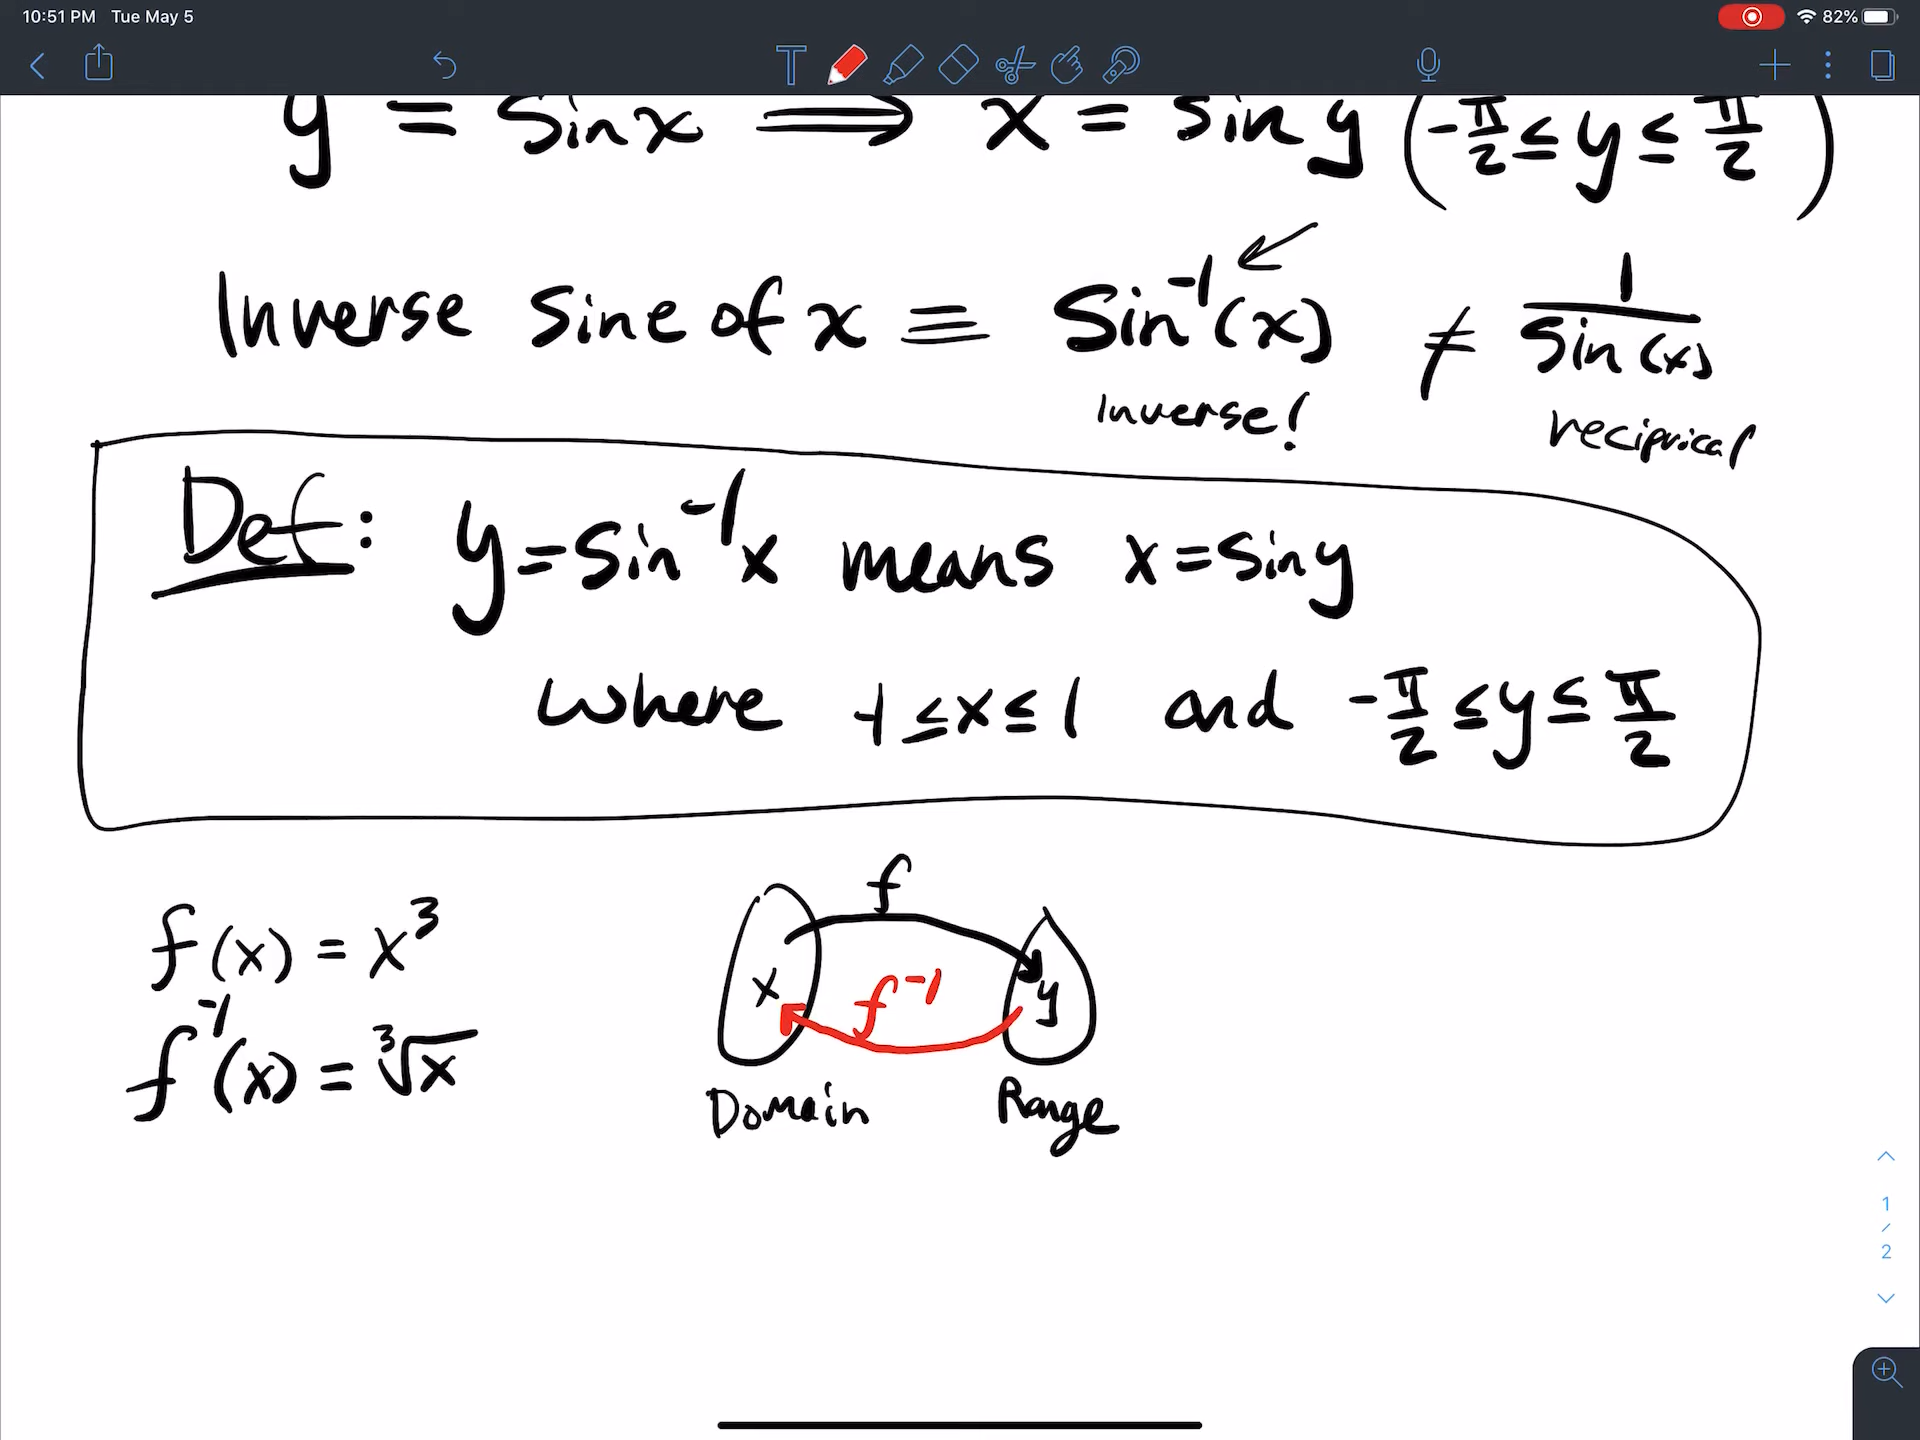 10:51 PM Tue May 5
82%
y = sin x ⟹ x = sin y (-π/2 ≤ y ≤ π/2)
Inverse sine of x ≡ sin⁻¹(x) ≠ 1/sin(x)
Inverse! reciprical
Def: y = sin⁻¹x means x = sin y
where -1 ≤ x ≤ 1 and -π/2 ≤ y ≤ π/2
f
f(x) = x³
x f⁻¹ y
f⁻¹(x) = ³√x
Domain Range
1
/
2